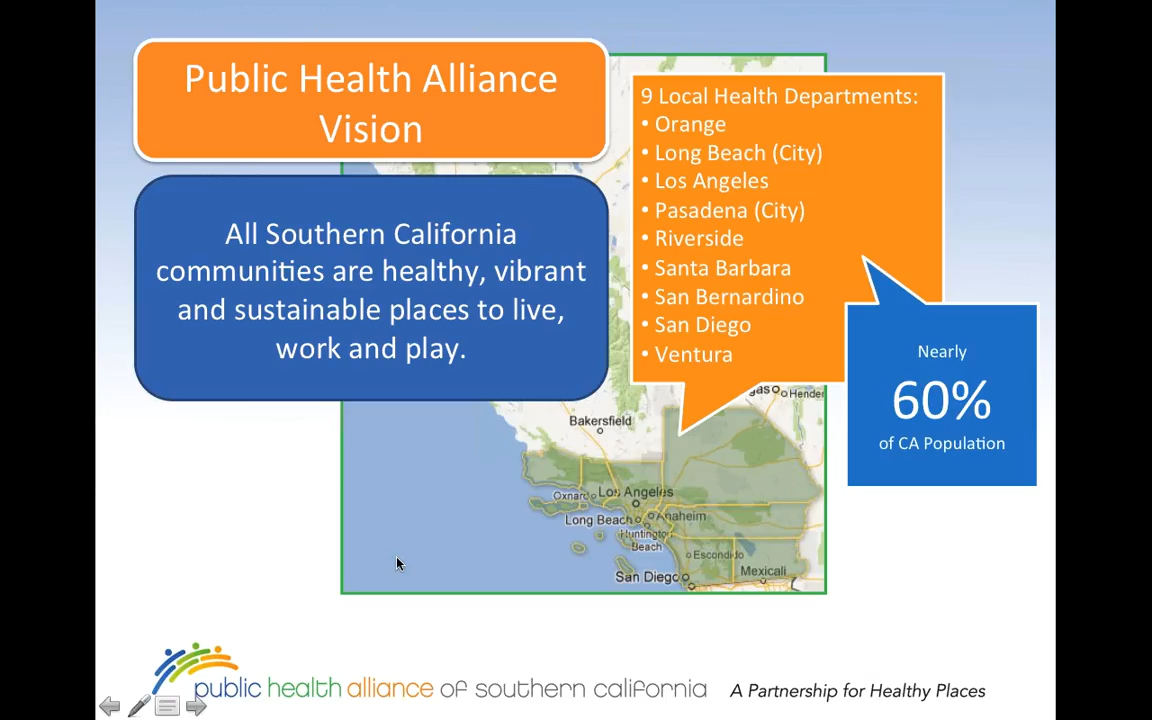 Public Health Alliance
Vision
All Southern California
communities are healthy, vibrant
and sustainable places to live,
work and play.
9 Local Health Departments:
• Orange
• Long Beach (City)
• Los Angeles
• Pasadena (City)
• Riverside
• Santa Barbara
• San Bernardino
• San Diego
• Ventura
Nearly
60%
of CA Population
gas
Hender
Bakersfield
Oxnard
Los Angeles
Long Beach
Anaheim
Huntington
Beach
Escondido
San Diego
Mexicali
public health alliance of southern california
A Partnership for Healthy Places